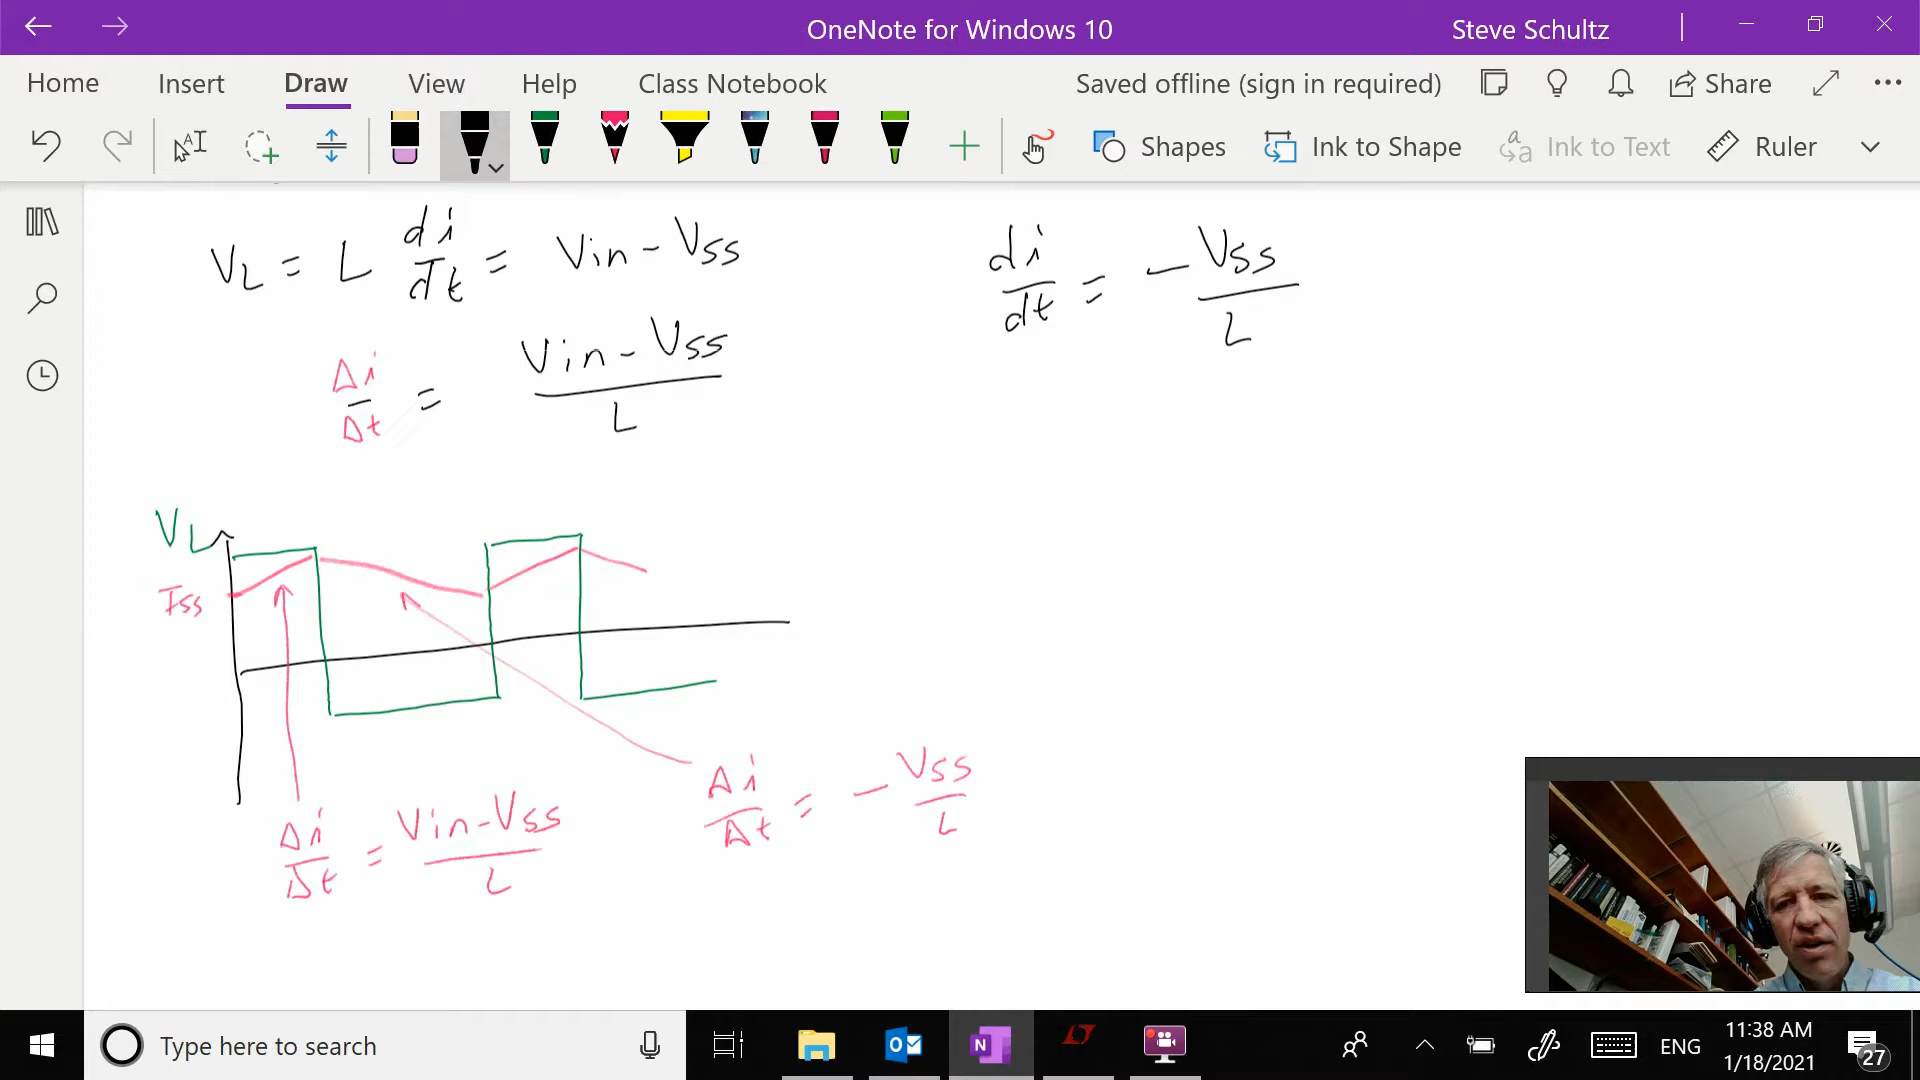 OneNote for Windows 10
Steve Schultz
Home Insert Draw View Help Class Notebook
Saved offline (sign in required) Share
Shapes Ink to Shape Ink to Text Ruler
VL = L di/dt = Vin - Vss
di/dt = - Vss/L
Δi/Δt = Vin - Vss/L
VL
Iss
Δi/Δt = - Vss/L
Δi/Δt = Vin - Vss/L
Type here to search
ENG
11:38 AM
1/18/2021
27